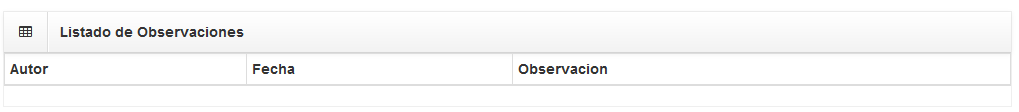 Listado de Observaciones
Autor Fecha Observacion